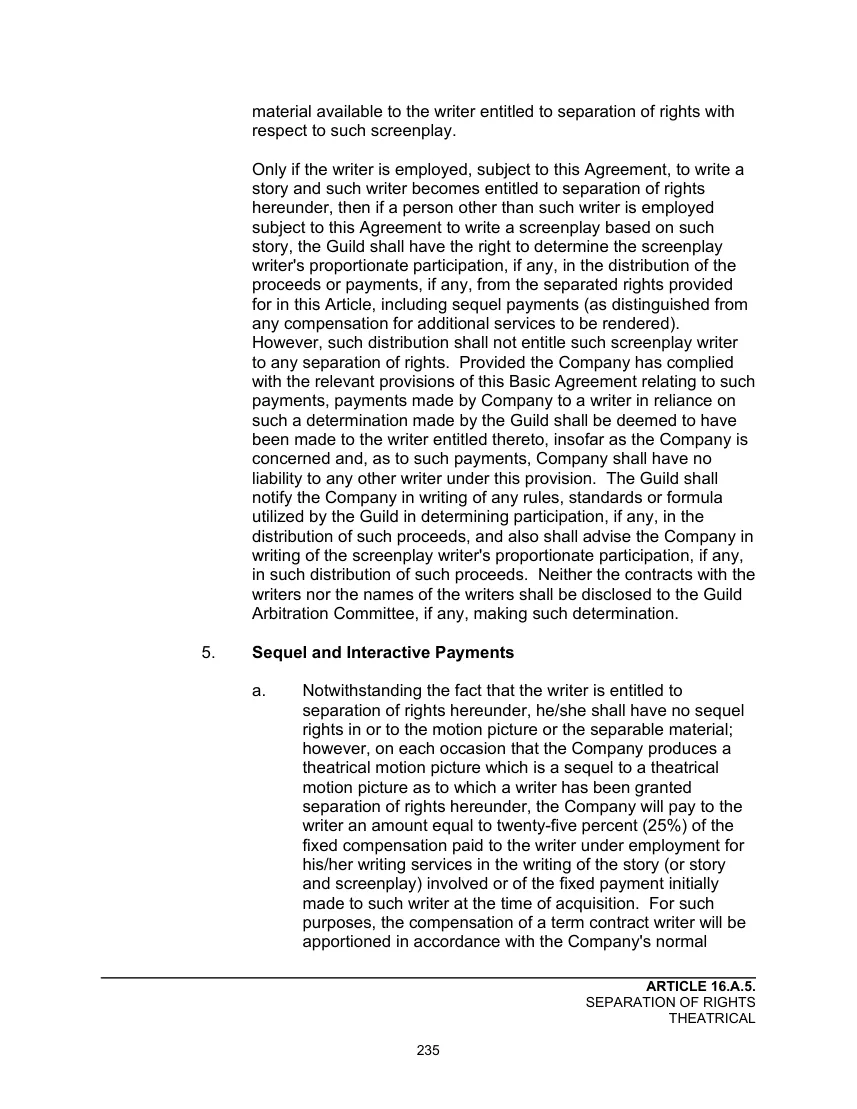 material available to the writer entitled to separation of rights with
respect to such screenplay.
Only if the writer is employed, subject to this Agreement, to write a
story and such writer becomes entitled to separation of rights
hereunder, then if a person other than such writer is employed
subject to this Agreement to write a screenplay based on such
story, the Guild shall have the right to determine the screenplay
writer's proportionate participation, if any, in the distribution of the
proceeds or payments, if any, from the separated rights provided
for in this Article, including sequel payments (as distinguished from
any compensation for additional services to be rendered).
However, such distribution shall not entitle such screenplay writer
to any separation of rights.  Provided the Company has complied
with the relevant provisions of this Basic Agreement relating to such
payments, payments made by Company to a writer in reliance on
such a determination made by the Guild shall be deemed to have
been made to the writer entitled thereto, insofar as the Company is
concerned and, as to such payments, Company shall have no
liability to any other writer under this provision.  The Guild shall
notify the Company in writing of any rules, standards or formula
utilized by the Guild in determining participation, if any, in the
distribution of such proceeds, and also shall advise the Company in
writing of the screenplay writer's proportionate participation, if any,
in such distribution of such proceeds.  Neither the contracts with the
writers nor the names of the writers shall be disclosed to the Guild
Arbitration Committee, if any, making such determination.
5. Sequel and Interactive Payments
a. Notwithstanding the fact that the writer is entitled to
separation of rights hereunder, he/she shall have no sequel
rights in or to the motion picture or the separable material;
however, on each occasion that the Company produces a
theatrical motion picture which is a sequel to a theatrical
motion picture as to which a writer has been granted
separation of rights hereunder, the Company will pay to the
writer an amount equal to twenty-five percent (25%) of the
fixed compensation paid to the writer under employment for
his/her writing services in the writing of the story (or story
and screenplay) involved or of the fixed payment initially
made to such writer at the time of acquisition.  For such
purposes, the compensation of a term contract writer will be
apportioned in accordance with the Company's normal
ARTICLE 16.A.5.
SEPARATION OF RIGHTS
THEATRICAL
235